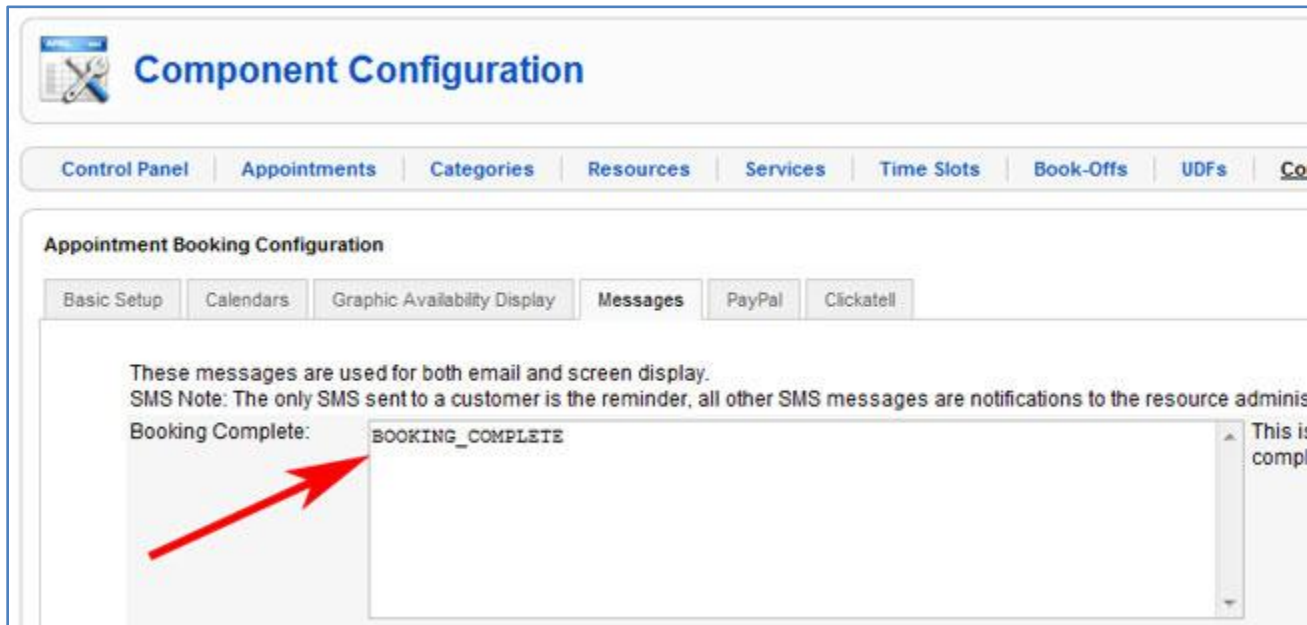 Component Configuration
Control Panel Appointments Categories Resources Services Time Slots Book-Offs UDFs
Appointment Booking Configuration
Basic Setup Calendars Graphic Availability Display Messages PayPal Clickatell
These messages are used for both email and screen display.
SMS Note: The only SMS sent to a customer is the reminder, all other SMS messages are notifications to the resource
Booking Complete: BOOKING_COMPLETE This